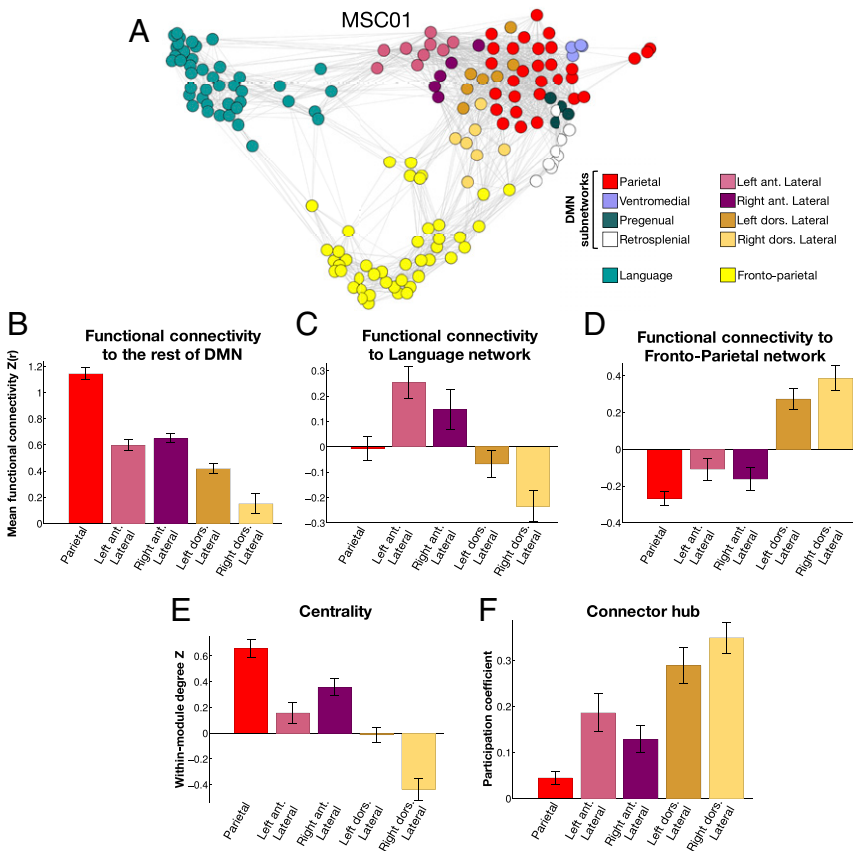 A
MSC01
DMN
subnetworks
Parietal
Ventromedial
Pregenual
Retrosplenial
Language
Left ant. Lateral
Right ant. Lateral
Left dors. Lateral
Right dors. Lateral
Fronto-parietal
B
Functional connectivity
to the rest of DMN
Mean functional connectivity Z(r)
1.2
1
0.8
0.6
0.4
0.2
0
Parietal
Left ant.
Lateral
Right ant.
Lateral
Left dors.
Lateral
Right dors.
Lateral
C
Functional connectivity
to Language network
0.3
0.2
0.1
0
−0.1
−0.2
−0.3
Parietal
Left ant.
Lateral
Right ant.
Lateral
Left dors.
Lateral
Right dors.
Lateral
D
Functional connectivity to
Fronto-Parietal network
0.4
0.2
0
−0.2
−0.4
Parietal
Left ant.
Lateral
Right ant.
Lateral
Left dors.
Lateral
Right dors.
Lateral
E
Centrality
Within-module degree Z
0.6
0.4
0.2
0
−0.2
−0.4
Parietal
Left ant.
Lateral
Right ant.
Lateral
Left dors.
Lateral
Right dors.
Lateral
F
Connector hub
Participation coefficient
0.3
0.2
0.1
0
Parietal
Left ant.
Lateral
Right ant.
Lateral
Left dors.
Lateral
Right dors.
Lateral